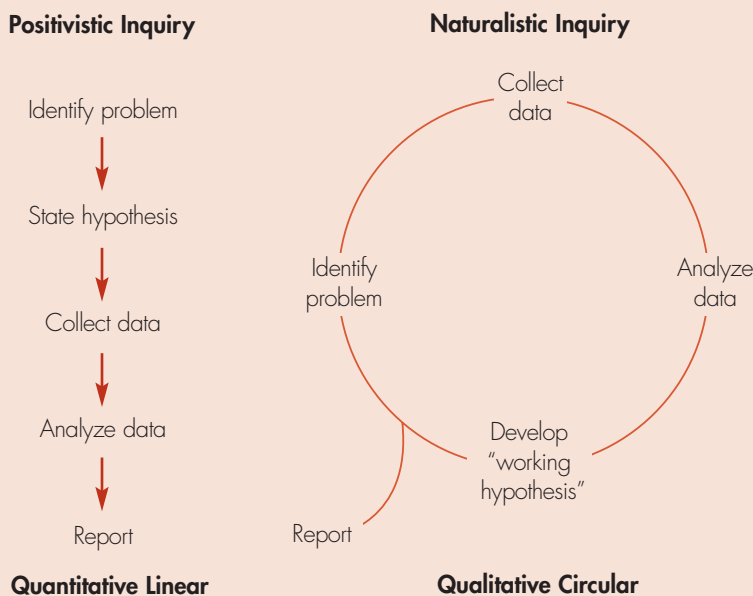 Positivistic Inquiry
Identify problem
State hypothesis
Collect data
Analyze data
Report
Quantitative Linear
Naturalistic Inquiry
Collect
data
Analyze
data
Develop
“working
hypothesis”
Identify
problem
Report
Qualitative Circular